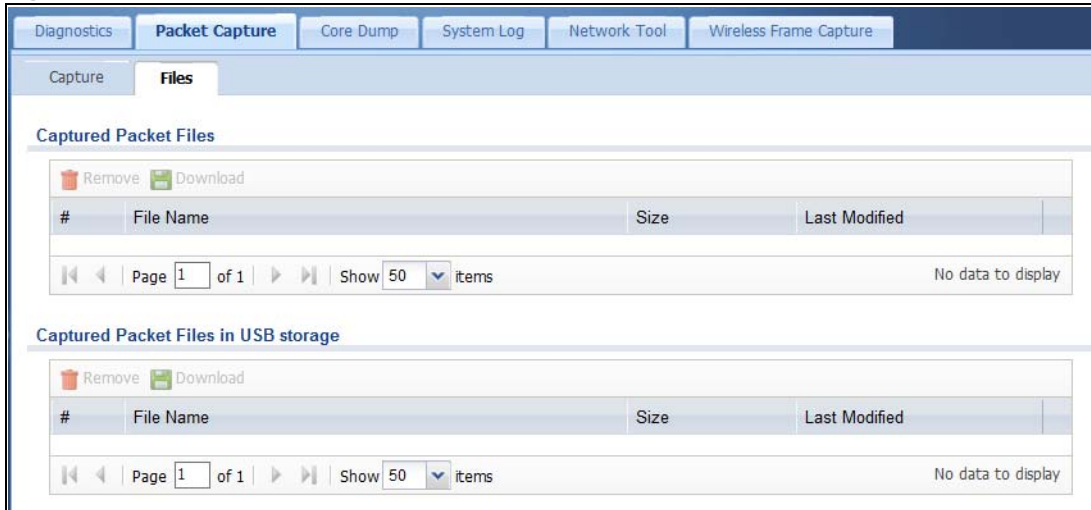 Diagnostics Packet Capture Core Dump System Log Network Tool Wireless Frame Capture
Capture Files
Captured Packet Files
Remove Download
# File Name Size Last Modified
Page 1 of 1 Show 50 items No data to display
Captured Packet Files in USB storage
Remove Download
# File Name Size Last Modified
Page 1 of 1 Show 50 items No data to display